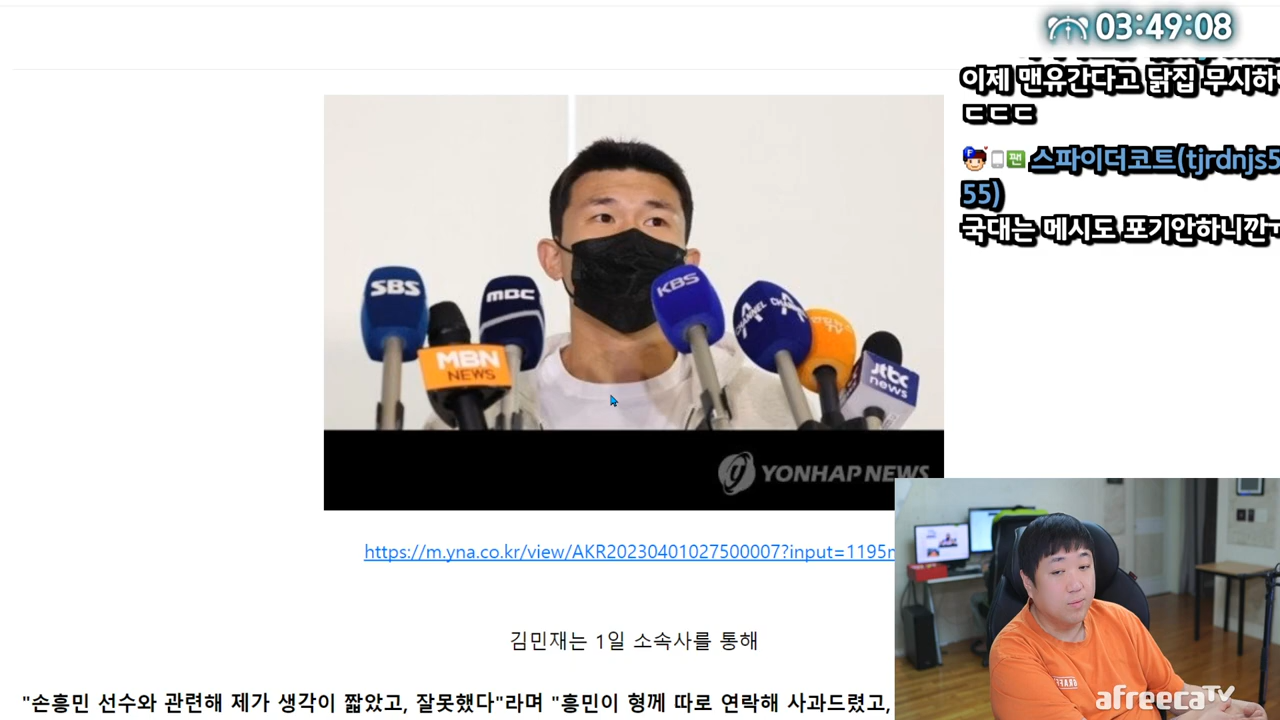 03:49:08
이제 맨유간다고 닭집 무시하
ㄷㄷㄷ
스파이더코트(tjrdnjs5
55)
국대는 메시도 포기안하니깐
SBS
MBC
MBN
NEWS
KBS
CHANNEL A
jtbc
news
YONHAP NEWS
https://m.yna.co.kr/view/AKR20230401027500007?input=1195
김민재는 1일 소속사를 통해
"손흥민 선수와 관련해 제가 생각이 짧았고, 잘못했다"라며 "흥민이 형께 따로 연락해 사과드렸고,
afreecaTV